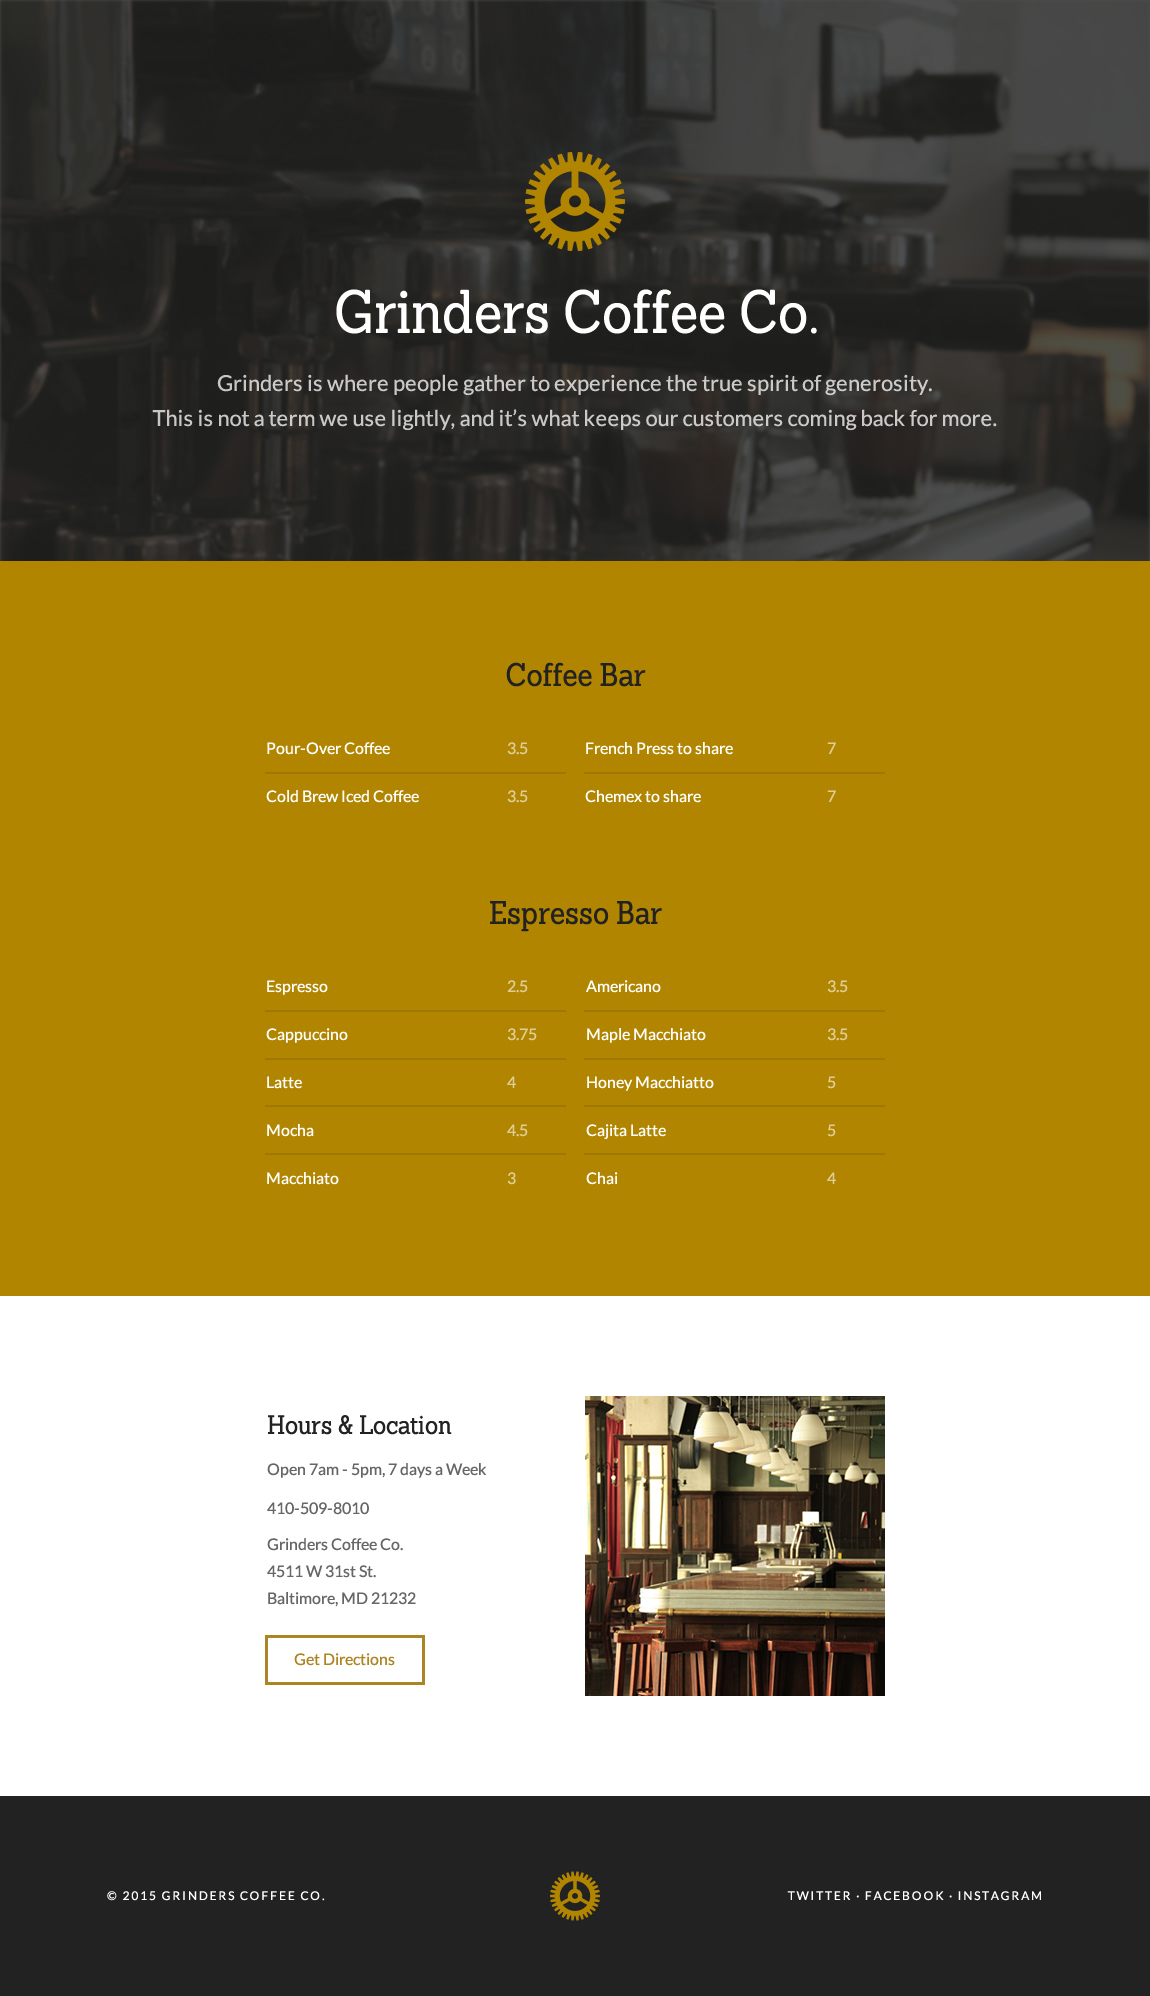 Grinders Coffee Co.
Grinders is where people gather to experience the true spirit of generosity.
This is not a term we use lightly, and it’s what keeps our customers coming back for more.
Coffee Bar
Pour-Over Coffee 3.5 French Press to share 7
Cold Brew Iced Coffee 3.5 Chemex to share 7
Espresso Bar
Espresso 2.5 Americano 3.5
Cappuccino 3.75 Maple Macchiato 3.5
Latte 4 Honey Macchiatto 5
Mocha 4.5 Cajita Latte 5
Macchiato 3 Chai 4
Hours & Location
Open 7am - 5pm, 7 days a Week
410-509-8010
Grinders Coffee Co.
4511 W 31st St.
Baltimore, MD 21232
Get Directions
© 2015 GRINDERS COFFEE CO. TWITTER · FACEBOOK · INSTAGRAM